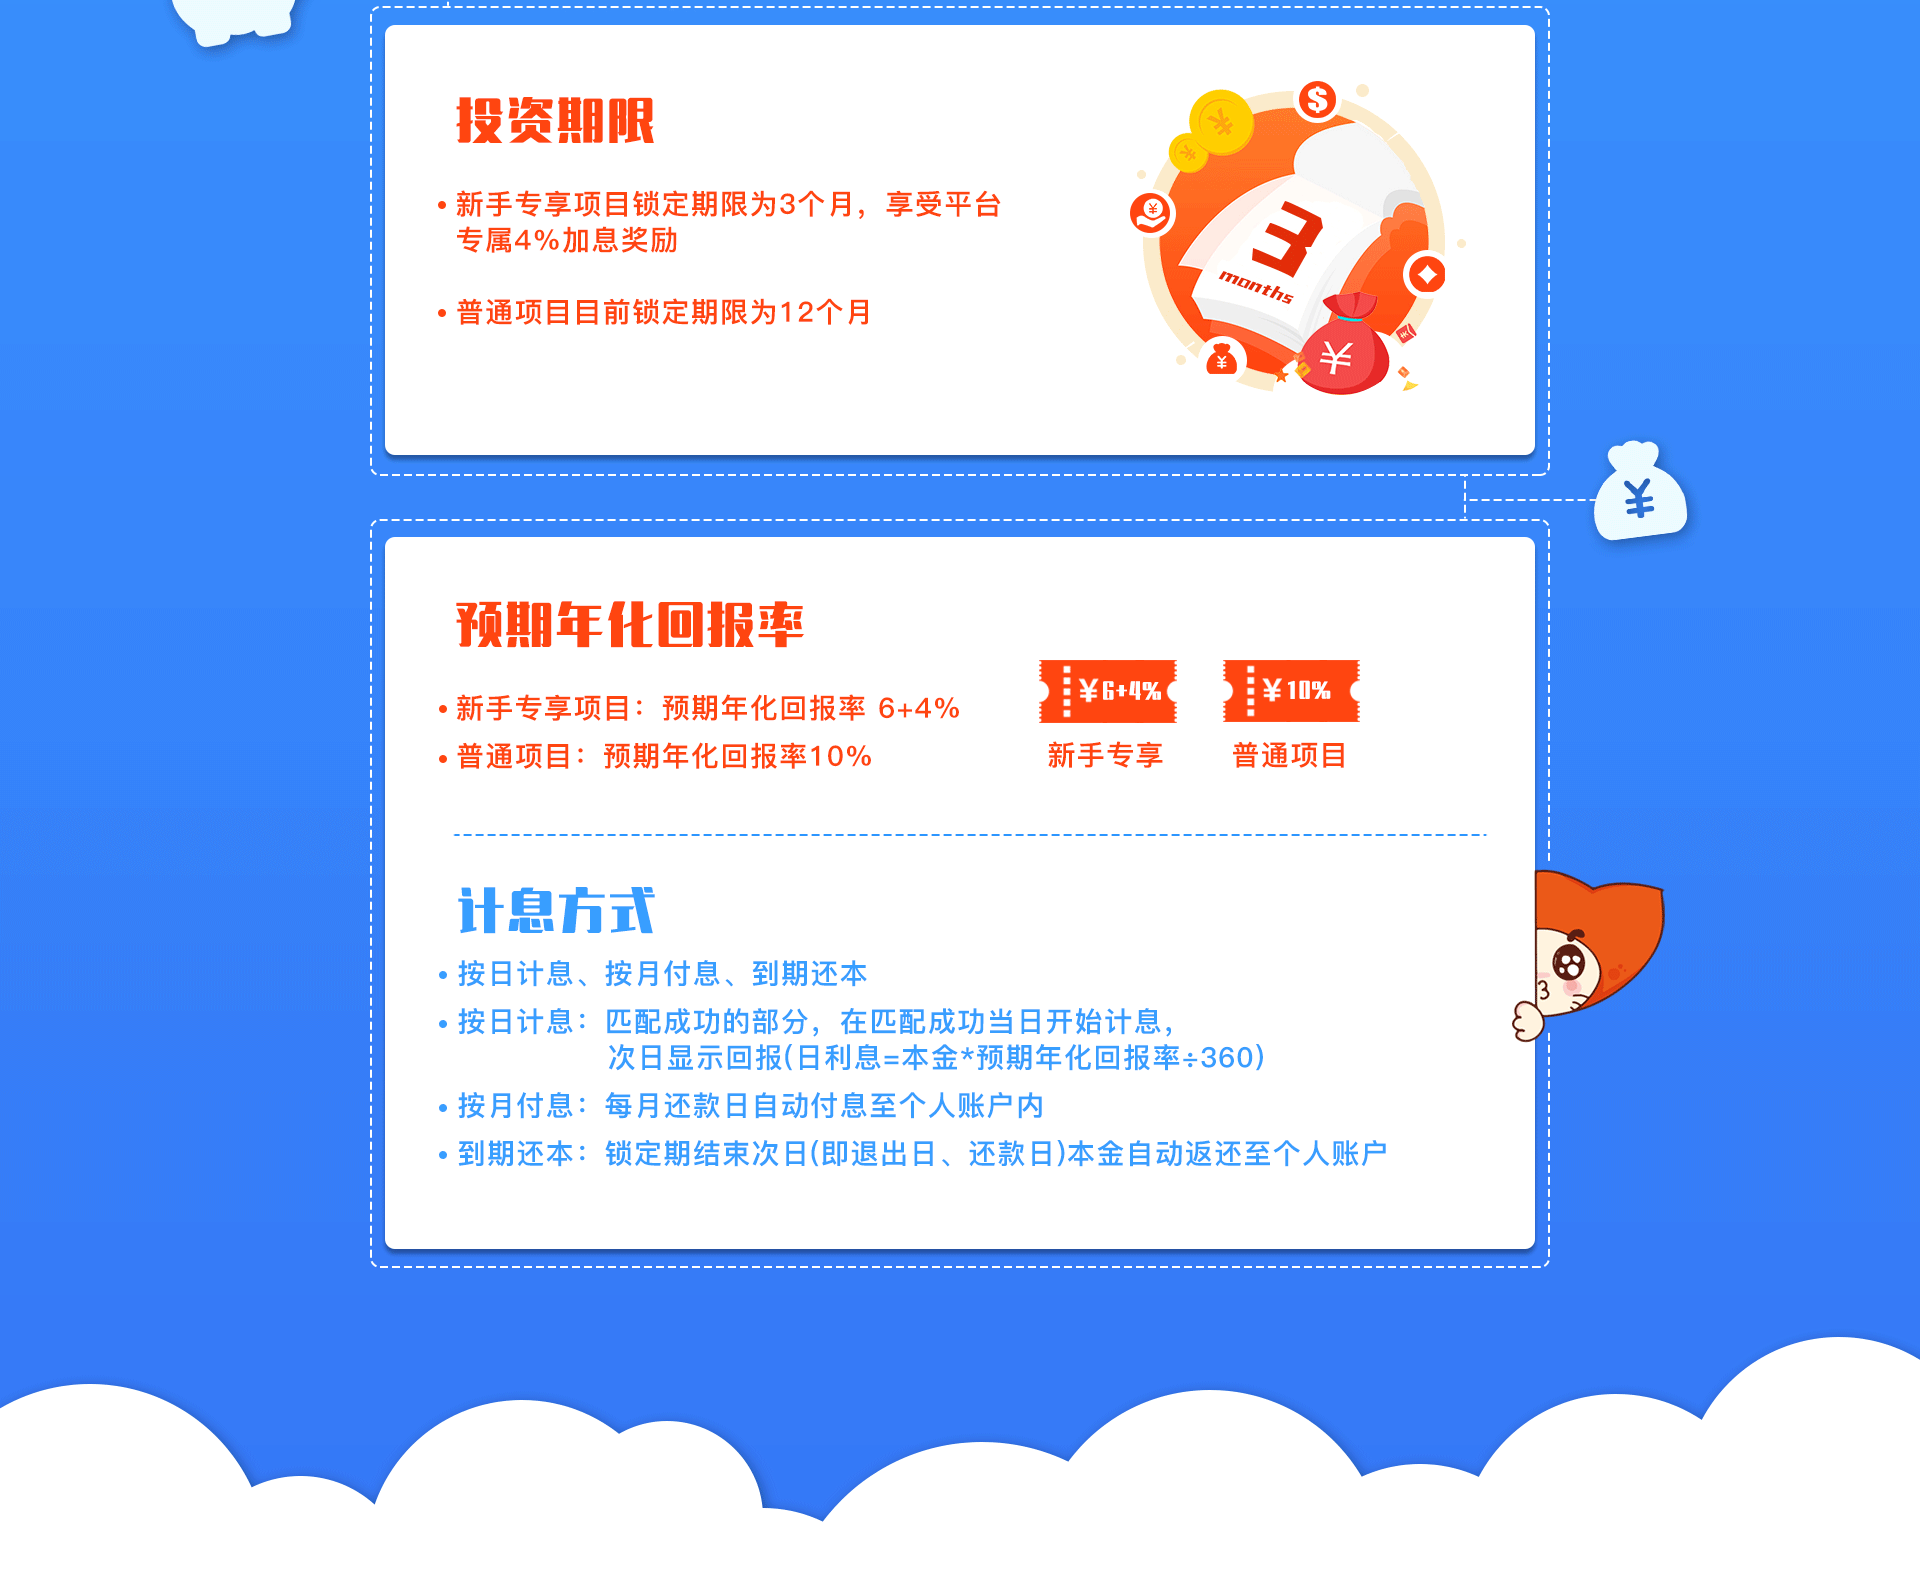 投资期限
新手专享项目锁定期限为3个月，享受平台
专属4%加息奖励
普通项目目前锁定期限为12个月
3
months
¥
预期年化回报率
新手专享项目：预期年化回报率 6+4%
普通项目：预期年化回报率10%
¥6+4%
¥10%
新手专享
普通项目
计息方式
按日计息、按月付息、到期还本
按日计息：匹配成功的部分，在匹配成功当日开始计息，
次日显示回报(日利息=本金*预期年化回报率÷360)
按月付息：每月还款日自动付息至个人账户内
到期还本：锁定期结束次日(即退出日、还款日)本金自动返还至个人账户